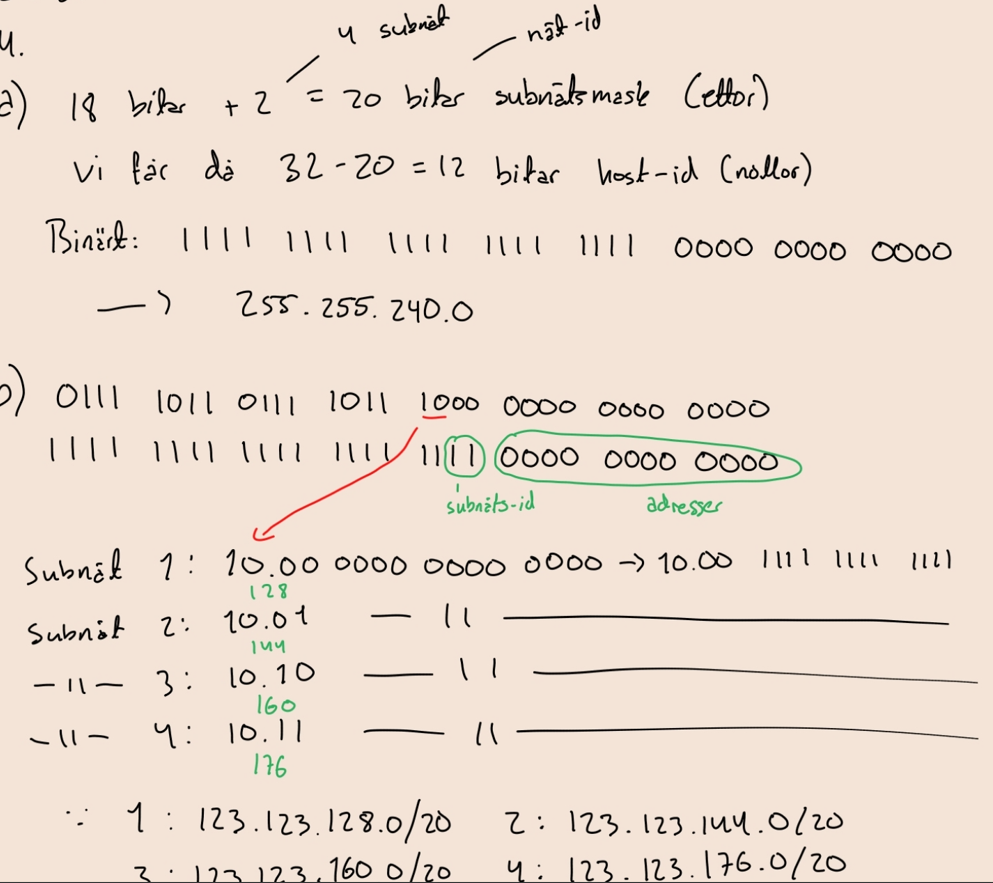 4.
4 subnät
nät-id
a) 18 bitar + 2 = 20 bitar subnätsmask (ettor)
Vi får då 32 - 20 = 12 bitar host-id (nollor)
Binärt: 1111 1111 1111 1111 1111 0000 0000 0000
—> 255.255.240.0
b) 0111 1011 0111 1011 1000 0000 0000 0000
1111 1111 1111 1111 1111 0000 0000 0000
subnäts-id adresser
Subnät 1: 10.00 0000 0000 0000 -> 10.00 1111 1111 1111
128
Subnät 2: 10.01 — 11 —
144
-11- 3: 10.10 — 11 —
160
-11- 4: 10.11 — 11 —
176
∵ 1: 123.123.128.0/20 2: 123.123.144.0/20
3: 123.123.160.0/20 4: 123.123.176.0/20